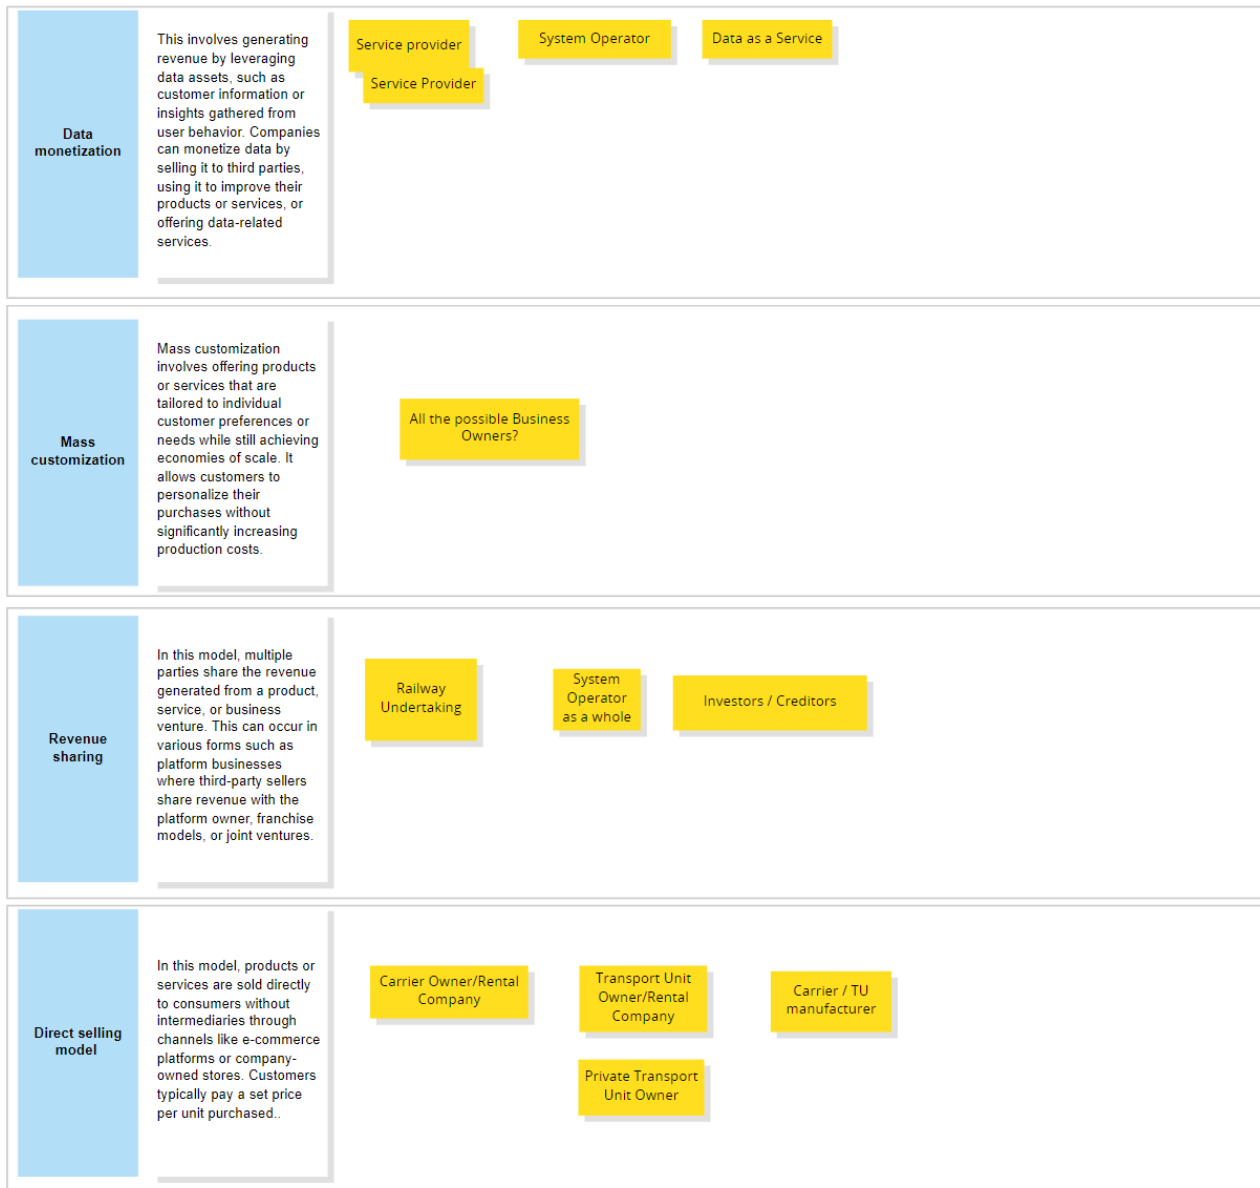 Data
monetization
This involves generating
revenue by leveraging
data assets, such as
customer information or
insights gathered from
user behavior. Companies
can monetize data by
selling it to third parties,
using it to improve their
products or services, or
offering data-related
services.
Service provider
Service Provider
System Operator
Data as a Service
Mass
customization
Mass customization
involves offering products
or services that are
tailored to individual
customer preferences or
needs while still achieving
economies of scale. It
allows customers to
personalize their
purchases without
significantly increasing
production costs.
All the possible Business
Owners?
Revenue
sharing
In this model, multiple
parties share the revenue
generated from a product,
service, or business
venture. This can occur in
various forms such as
platform businesses
where third-party sellers
share revenue with the
platform owner, franchise
models, or joint ventures.
Railway
Undertaking
System
Operator
as a whole
Investors / Creditors
Direct selling
model
In this model, products or
services are sold directly
to consumers without
intermediaries through
channels like e-commerce
platforms or company-
owned stores. Customers
typically pay a set price
per unit purchased..
Carrier Owner/Rental
Company
Transport Unit
Owner/Rental
Company
Carrier / TU
manufacturer
Private Transport
Unit Owner